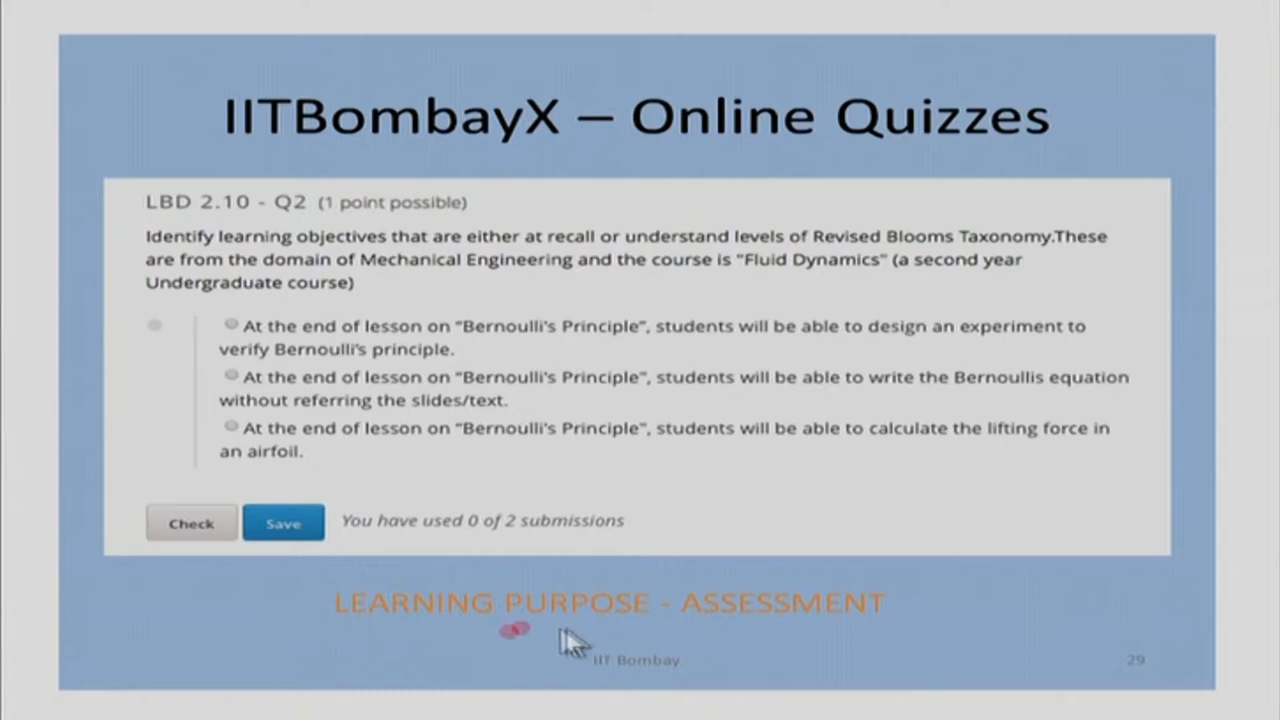 IITBombayX – Online Quizzes
LBD 2.10 - Q2 (1 point possible)
Identify learning objectives that are either at recall or understand levels of Revised Blooms Taxonomy.These
are from the domain of Mechanical Engineering and the course is "Fluid Dynamics" (a second year
Undergraduate course)
At the end of lesson on "Bernoulli's Principle", students will be able to design an experiment to
verify Bernoulli's principle.
At the end of lesson on "Bernoulli's Principle", students will be able to write the Bernoullis equation
without referring the slides/text.
At the end of lesson on "Bernoulli's Principle", students will be able to calculate the lifting force in
an airfoil.
Check Save You have used 0 of 2 submissions
LEARNING PURPOSE - ASSESSMENT
IIT Bombay 29